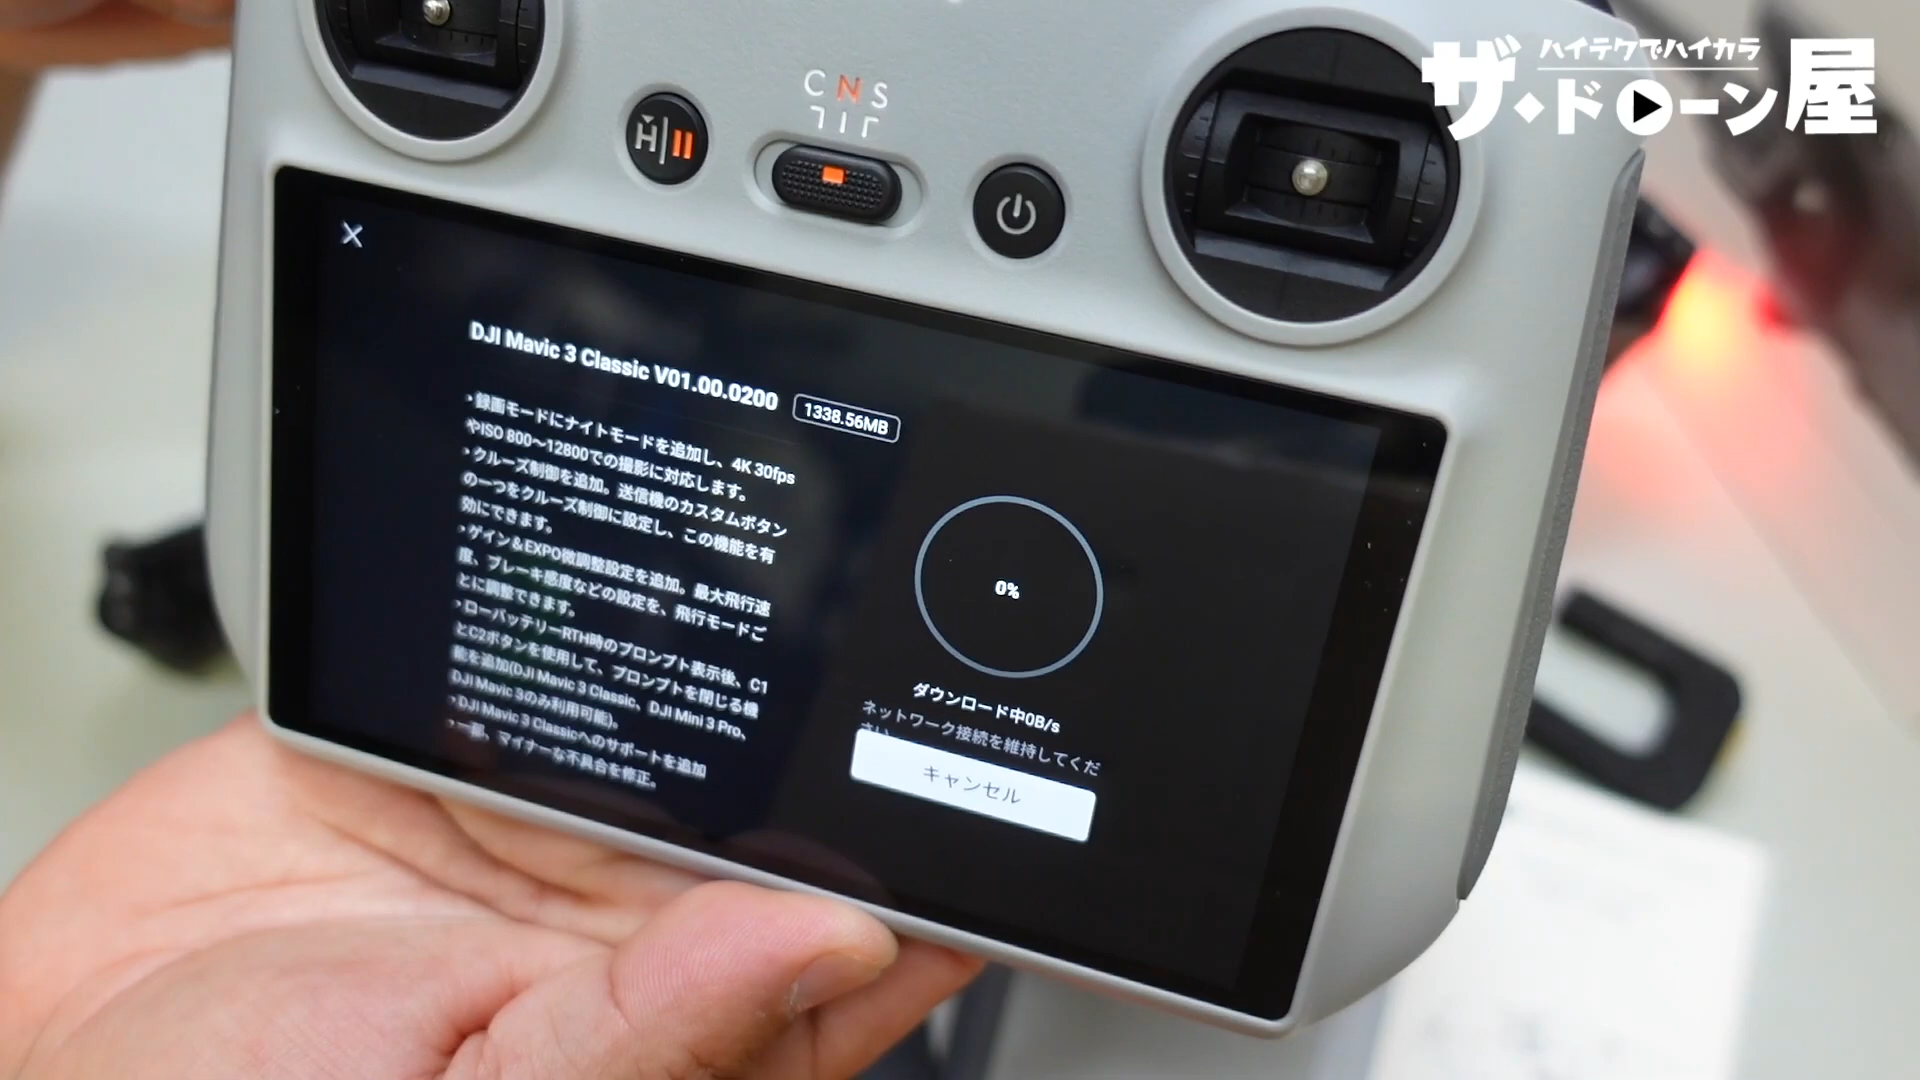 ハイテクでハイカラ
ザ・ドローン屋
C N S
H
DJI Mavic 3 Classic V01.00.0200
1338.56MB
・録画モードにナイトモードを追加し、4K 30fps
やISO 800～12800での撮影に対応します。
・クルーズ制御を追加。送信機のカスタムボタン
の一つをクルーズ制御に設定し、この機能を有
効にできます。
・ゲイン＆EXPO微調整設定を追加。最大飛行速
度、ブレーキ感度などの設定を、飛行モードご
とに調整できます。
・ローバッテリーRTH時のプロンプト表示後、C1
とC2ボタンを使用して、プロンプトを閉じる機
能を追加(DJI Mavic 3 Classic、DJI Mini 3 Pro、
DJI Mavic 3のみ利用可能)。
・DJI Mavic 3 Classicへのサポートを追加
・一部、マイナーな不具合を修正。
0%
ダウンロード中0B/s
ネットワーク接続を維持してくだ
さい
キャンセル